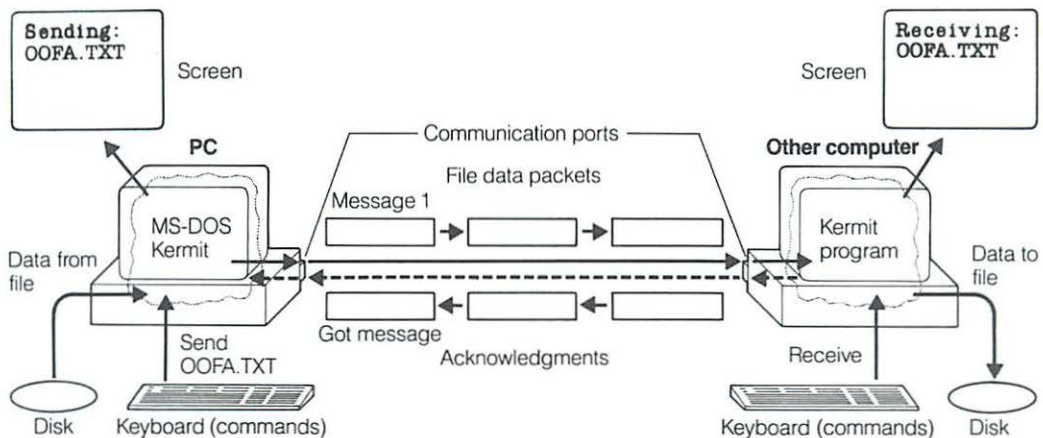 Sending:
OOFA.TXT
Screen
Receiving:
OOFA.TXT
Screen
Communication ports
PC
Other computer
File data packets
Message 1
MS-DOS
Kermit
Kermit
program
Data from
file
Data to
file
Got message
Send
OOFA.TXT
Acknowledgments
Receive
Disk
Keyboard (commands)
Keyboard (commands)
Disk